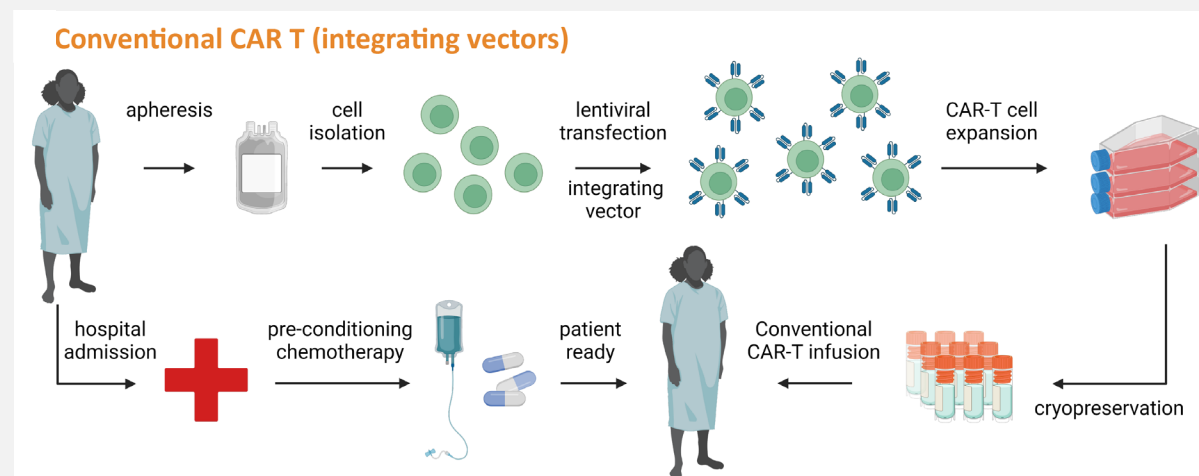 Conventional CAR T (integrating vectors)
apheresis
cell
isolation
lentiviral
transfection
integrating
vector
CAR-T cell
expansion
hospital
admission
pre-conditioning
chemotherapy
patient
ready
Conventional
CAR-T infusion
cryopreservation